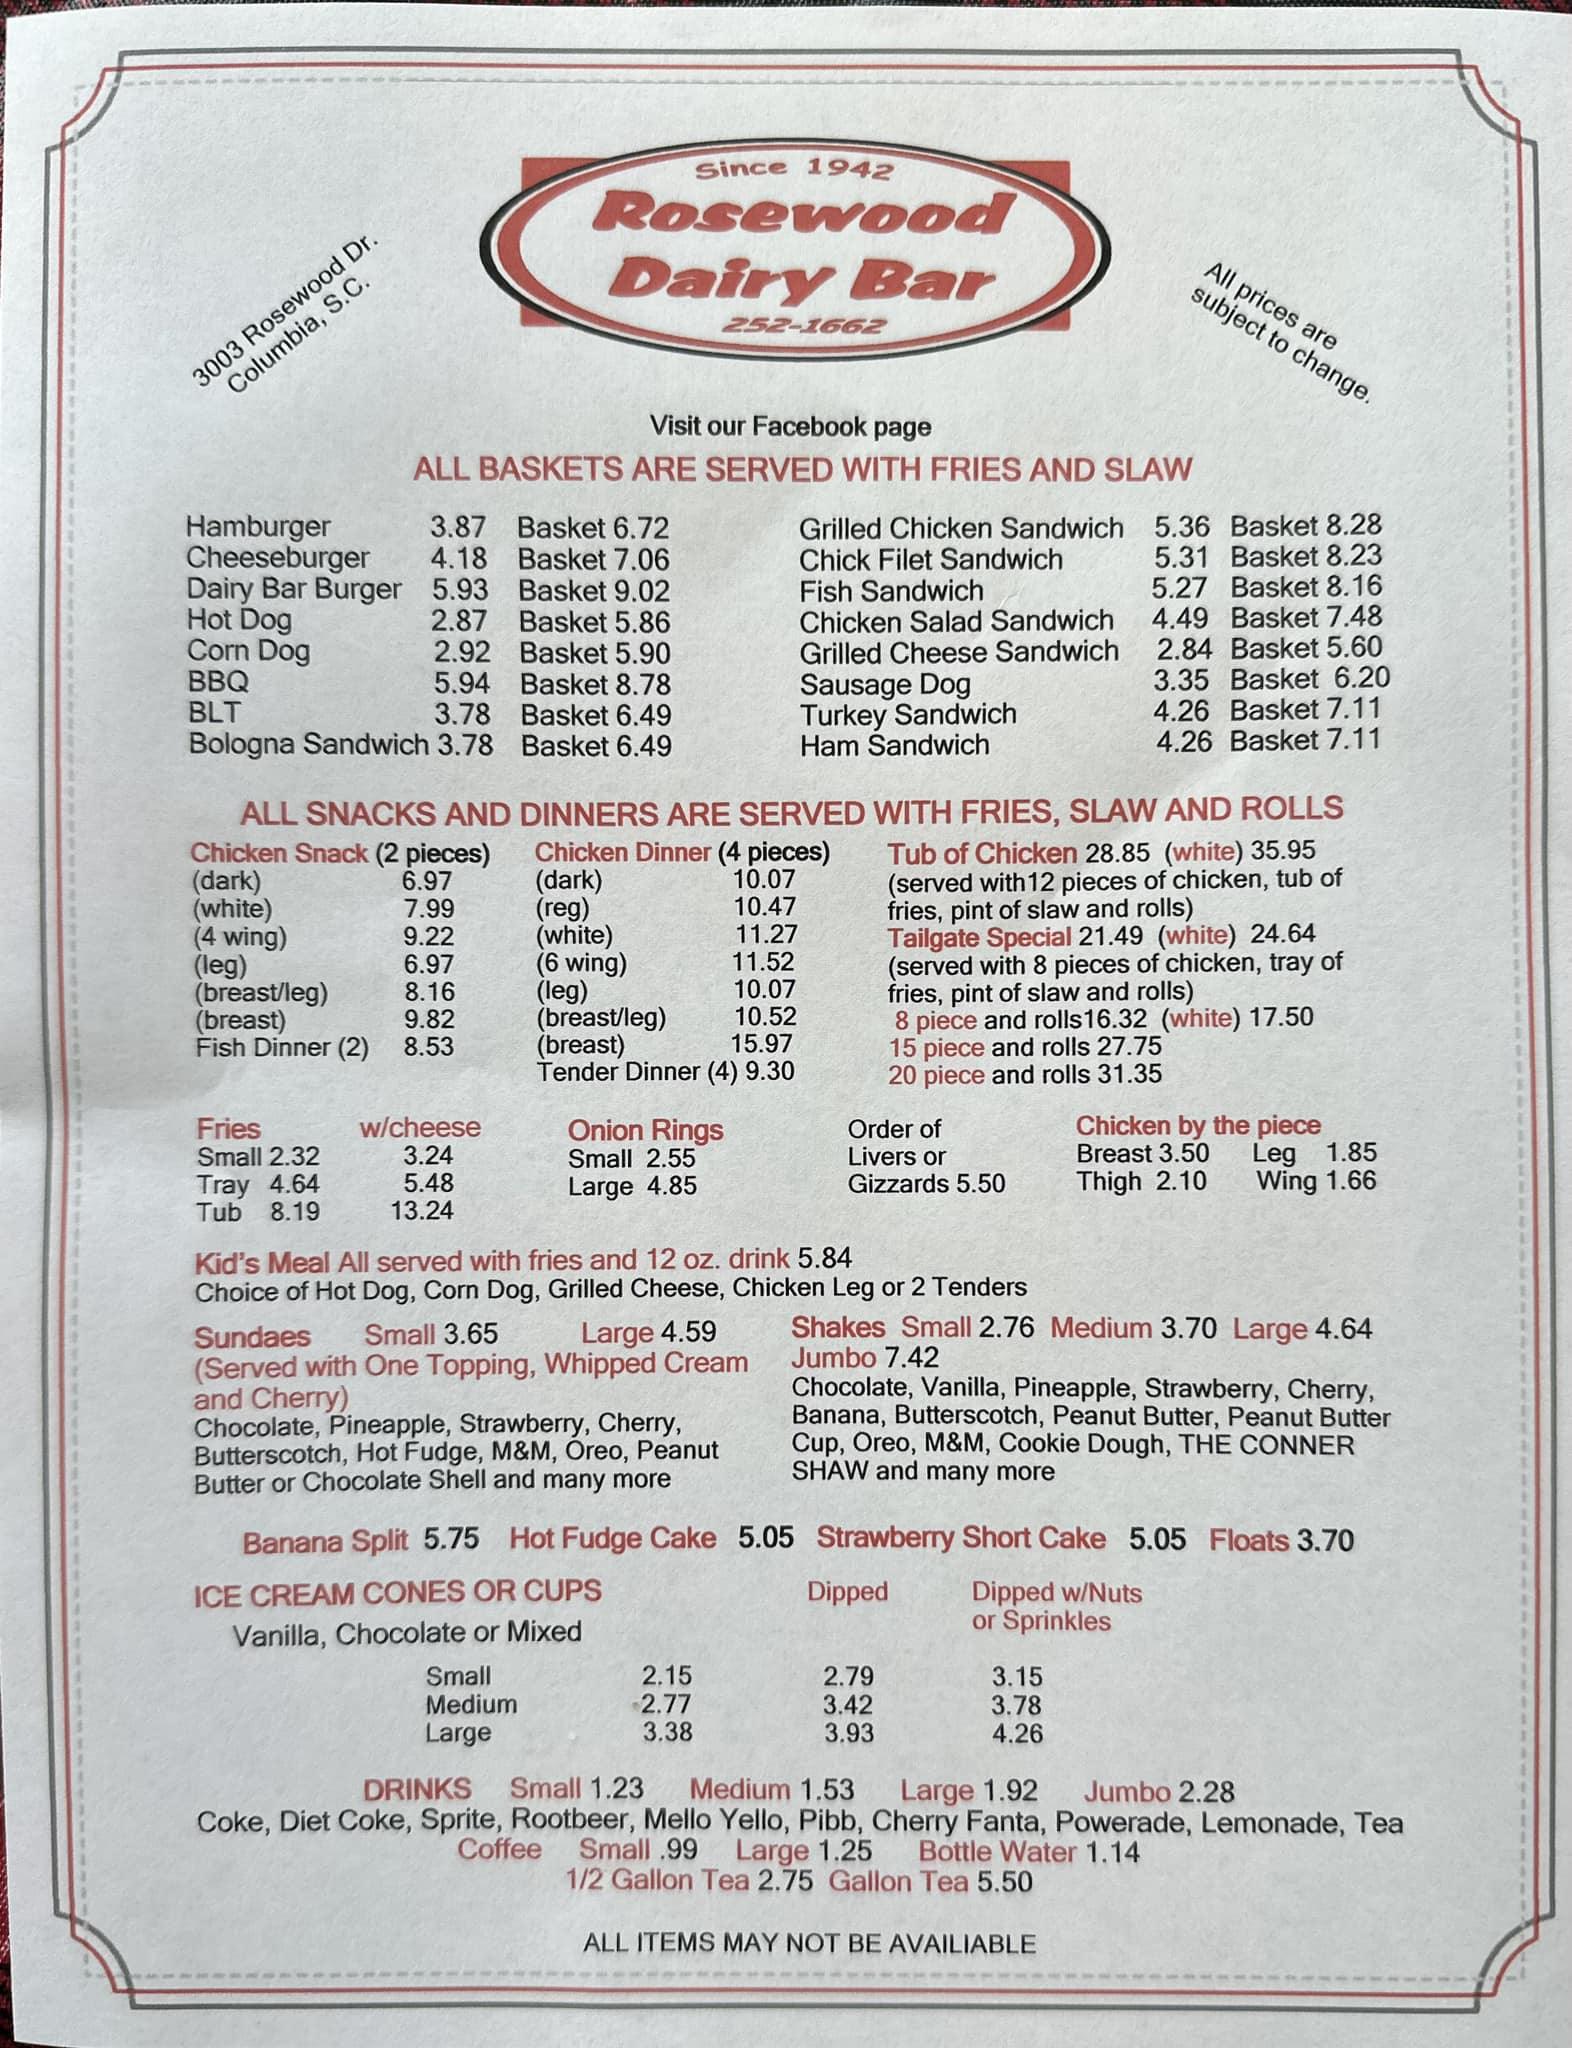 Since 1942
Rosewood
Dairy Bar
252-1662
3003 Rosewood Dr.
Columbia, S.C.
All prices are
subject to change.
Visit our Facebook page
ALL BASKETS ARE SERVED WITH FRIES AND SLAW
Hamburger 3.87 Basket 6.72
Cheeseburger 4.18 Basket 7.06
Dairy Bar Burger 5.93 Basket 9.02
Hot Dog 2.87 Basket 5.86
Corn Dog 2.92 Basket 5.90
BBQ 5.94 Basket 8.78
BLT 3.78 Basket 6.49
Bologna Sandwich 3.78 Basket 6.49
Grilled Chicken Sandwich 5.36 Basket 8.28
Chick Filet Sandwich 5.31 Basket 8.23
Fish Sandwich 5.27 Basket 8.16
Chicken Salad Sandwich 4.49 Basket 7.48
Grilled Cheese Sandwich 2.84 Basket 5.60
Sausage Dog 3.35 Basket 6.20
Turkey Sandwich 4.26 Basket 7.11
Ham Sandwich 4.26 Basket 7.11
ALL SNACKS AND DINNERS ARE SERVED WITH FRIES, SLAW AND ROLLS
Chicken Snack (2 pieces)
(dark) 6.97
(white) 7.99
(4 wing) 9.22
(leg) 6.97
(breast/leg) 8.16
(breast) 9.82
Fish Dinner (2) 8.53
Chicken Dinner (4 pieces)
(dark) 10.07
(reg) 10.47
(white) 11.27
(6 wing) 11.52
(leg) 10.07
(breast/leg) 10.52
(breast) 15.97
Tender Dinner (4) 9.30
Tub of Chicken 28.85 (white) 35.95
(served with12 pieces of chicken, tub of
fries, pint of slaw and rolls)
Tailgate Special 21.49 (white) 24.64
(served with 8 pieces of chicken, tray of
fries, pint of slaw and rolls)
8 piece and rolls16.32 (white) 17.50
15 piece and rolls 27.75
20 piece and rolls 31.35
Fries w/cheese
Small 2.32 3.24
Tray 4.64 5.48
Tub 8.19 13.24
Onion Rings
Small 2.55
Large 4.85
Order of
Livers or
Gizzards 5.50
Chicken by the piece
Breast 3.50 Leg 1.85
Thigh 2.10 Wing 1.66
Kid's Meal All served with fries and 12 oz. drink 5.84
Choice of Hot Dog, Corn Dog, Grilled Cheese, Chicken Leg or 2 Tenders
Sundaes Small 3.65 Large 4.59
(Served with One Topping, Whipped Cream
and Cherry)
Chocolate, Pineapple, Strawberry, Cherry,
Butterscotch, Hot Fudge, M&M, Oreo, Peanut
Butter or Chocolate Shell and many more
Shakes Small 2.76 Medium 3.70 Large 4.64
Jumbo 7.42
Chocolate, Vanilla, Pineapple, Strawberry, Cherry,
Banana, Butterscotch, Peanut Butter, Peanut Butter
Cup, Oreo, M&M, Cookie Dough, THE CONNER
SHAW and many more
Banana Split 5.75 Hot Fudge Cake 5.05 Strawberry Short Cake 5.05 Floats 3.70
ICE CREAM CONES OR CUPS Dipped Dipped w/Nuts
or Sprinkles
Vanilla, Chocolate or Mixed
Small 2.15 2.79 3.15
Medium 2.77 3.42 3.78
Large 3.38 3.93 4.26
DRINKS Small 1.23 Medium 1.53 Large 1.92 Jumbo 2.28
Coke, Diet Coke, Sprite, Rootbeer, Mello Yello, Pibb, Cherry Fanta, Powerade, Lemonade, Tea
Coffee Small .99 Large 1.25 Bottle Water 1.14
1/2 Gallon Tea 2.75 Gallon Tea 5.50
ALL ITEMS MAY NOT BE AVAILIABLE